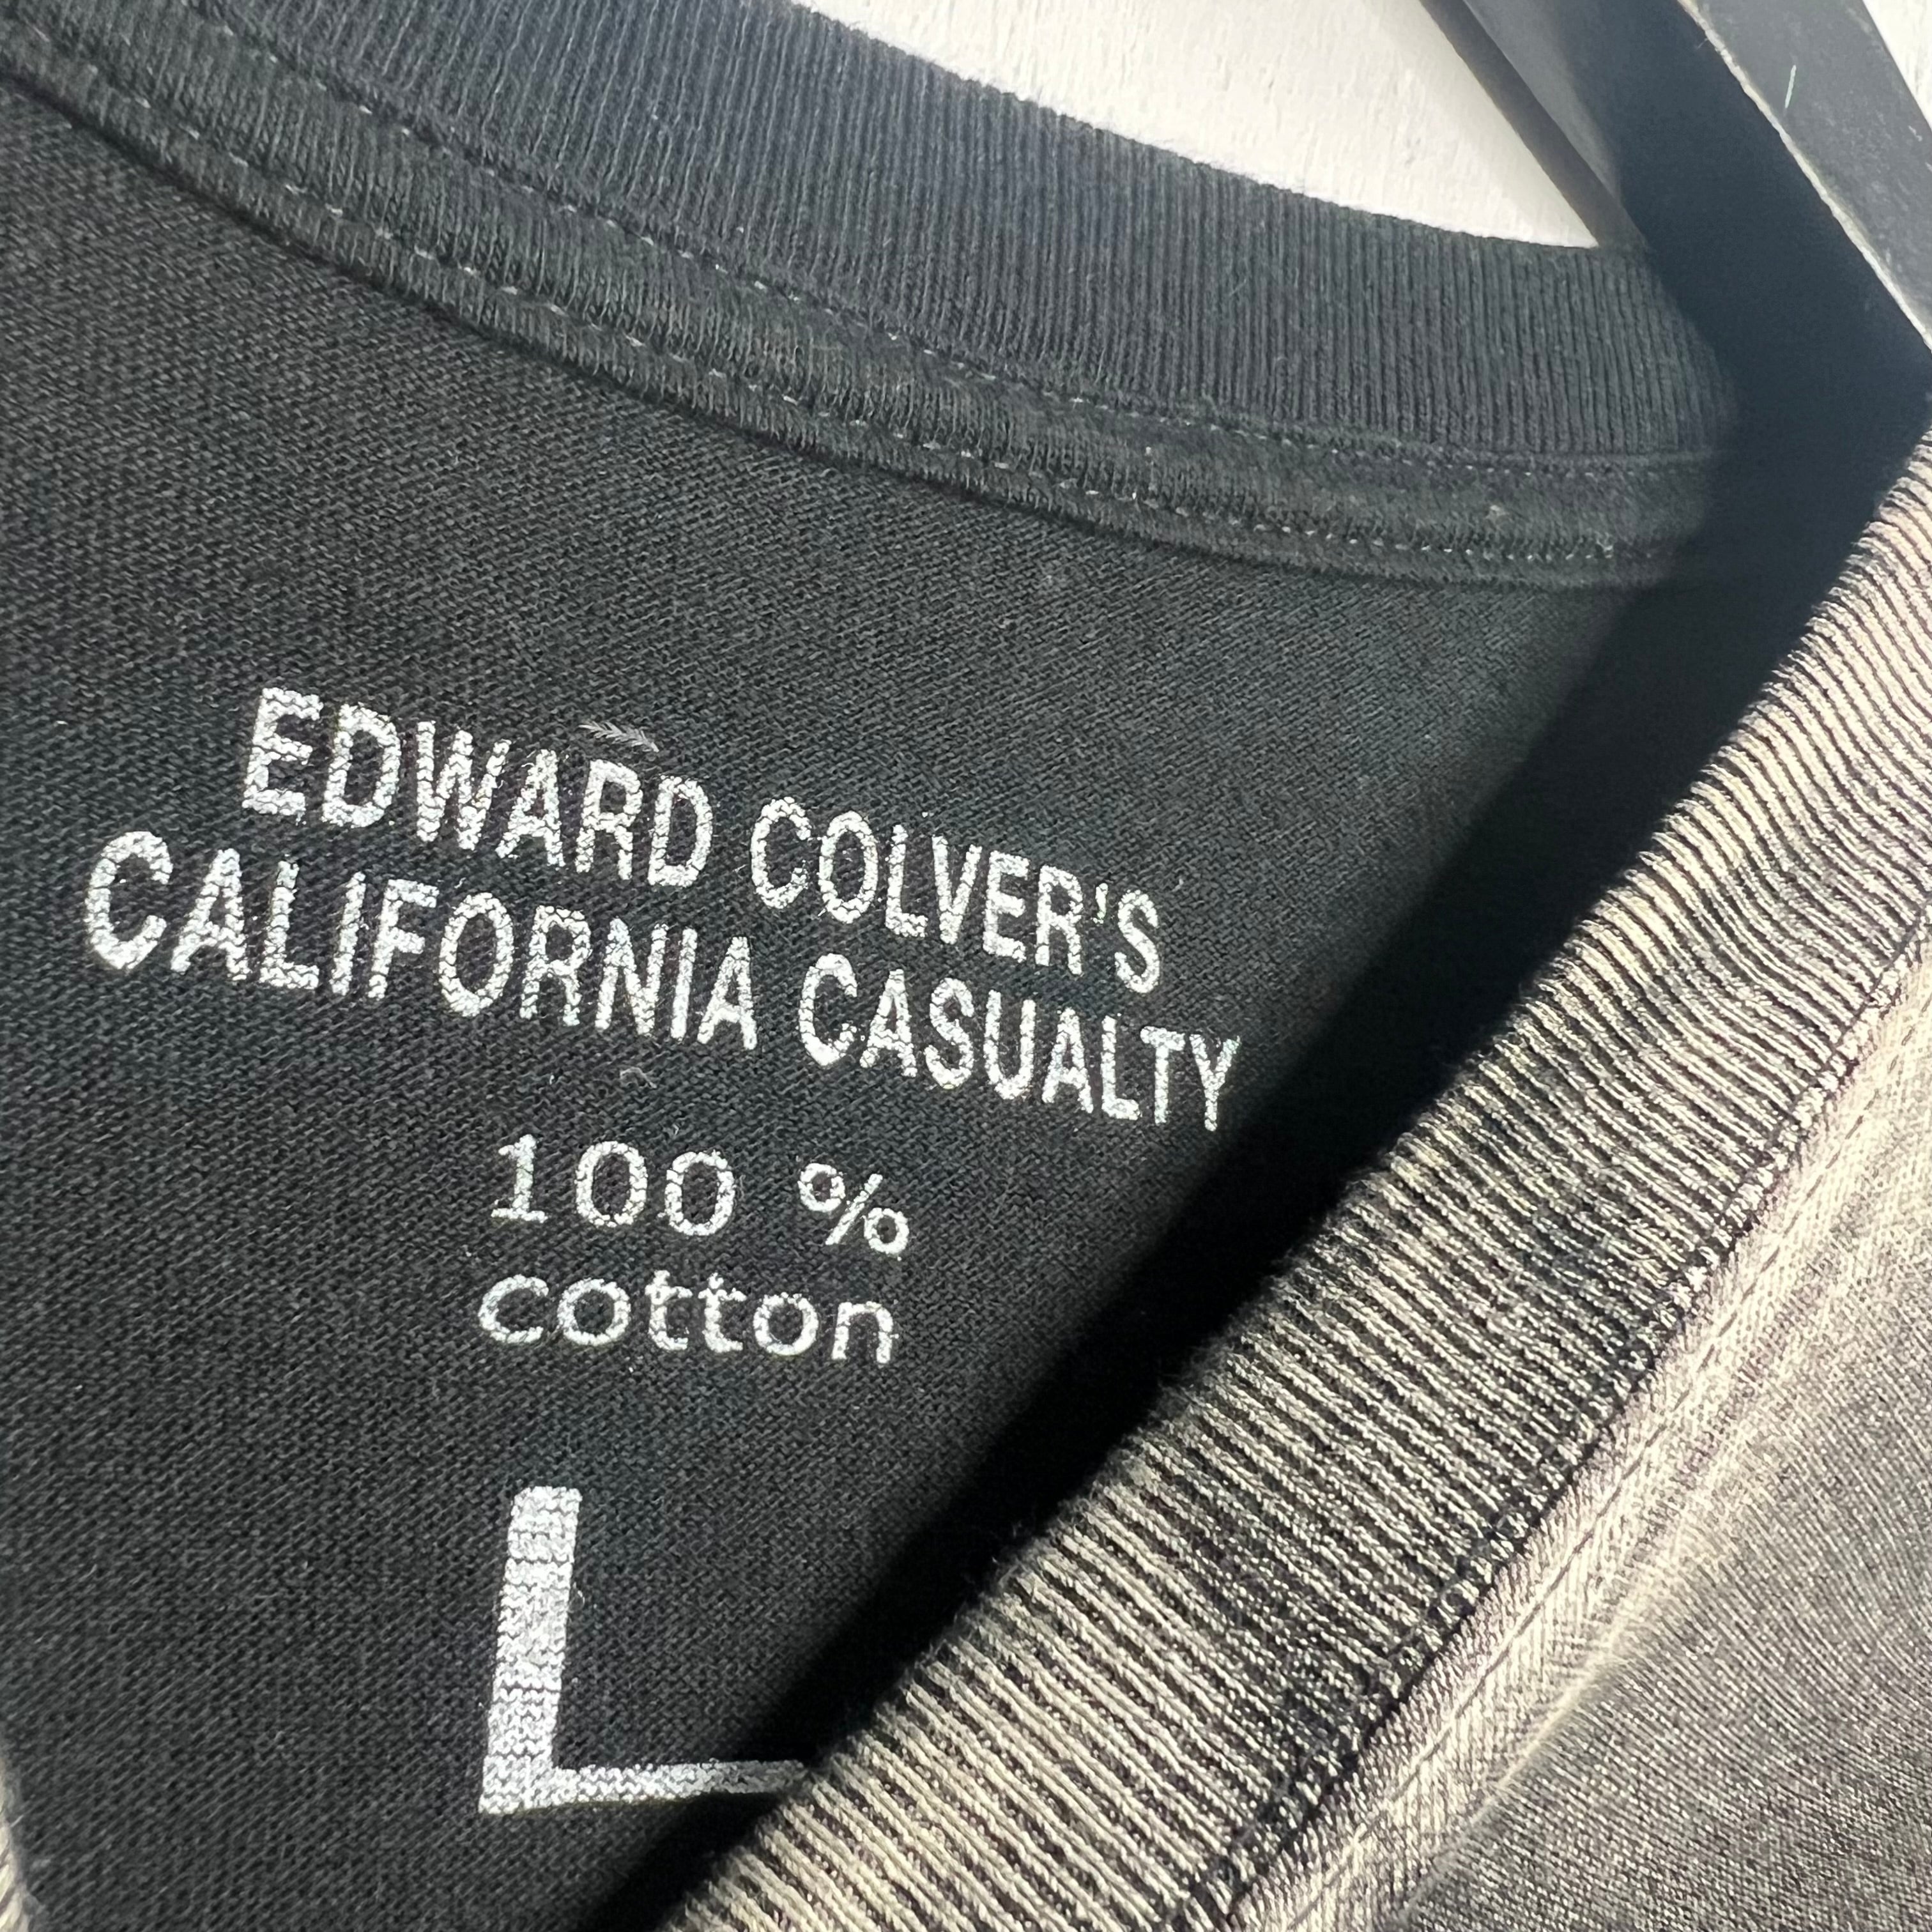 EDWARD COLVER'S
CALIFORNIA CASUALTY
100 %
cotton
L